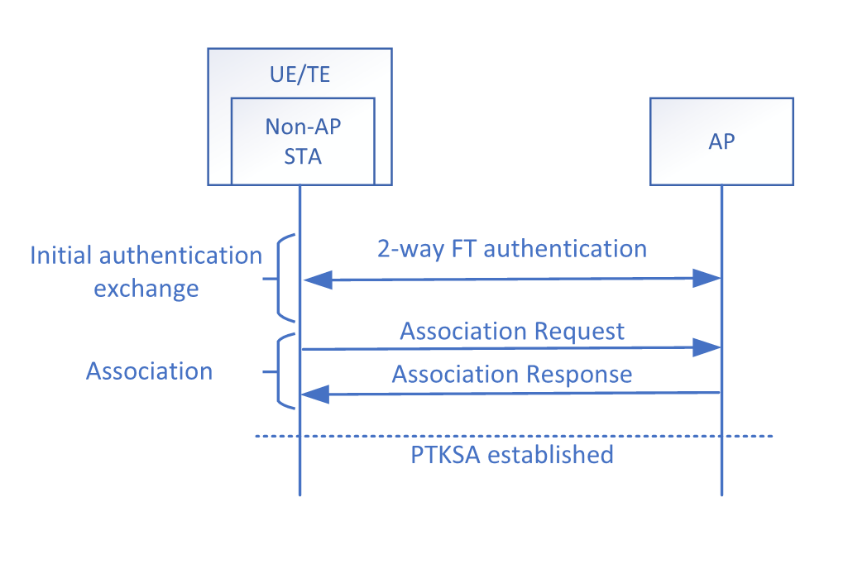 UE/TE
Non-AP
STA
AP
Initial authentication
exchange
2-way FT authentication
Association Request
Association
Association Response
PTKSA established